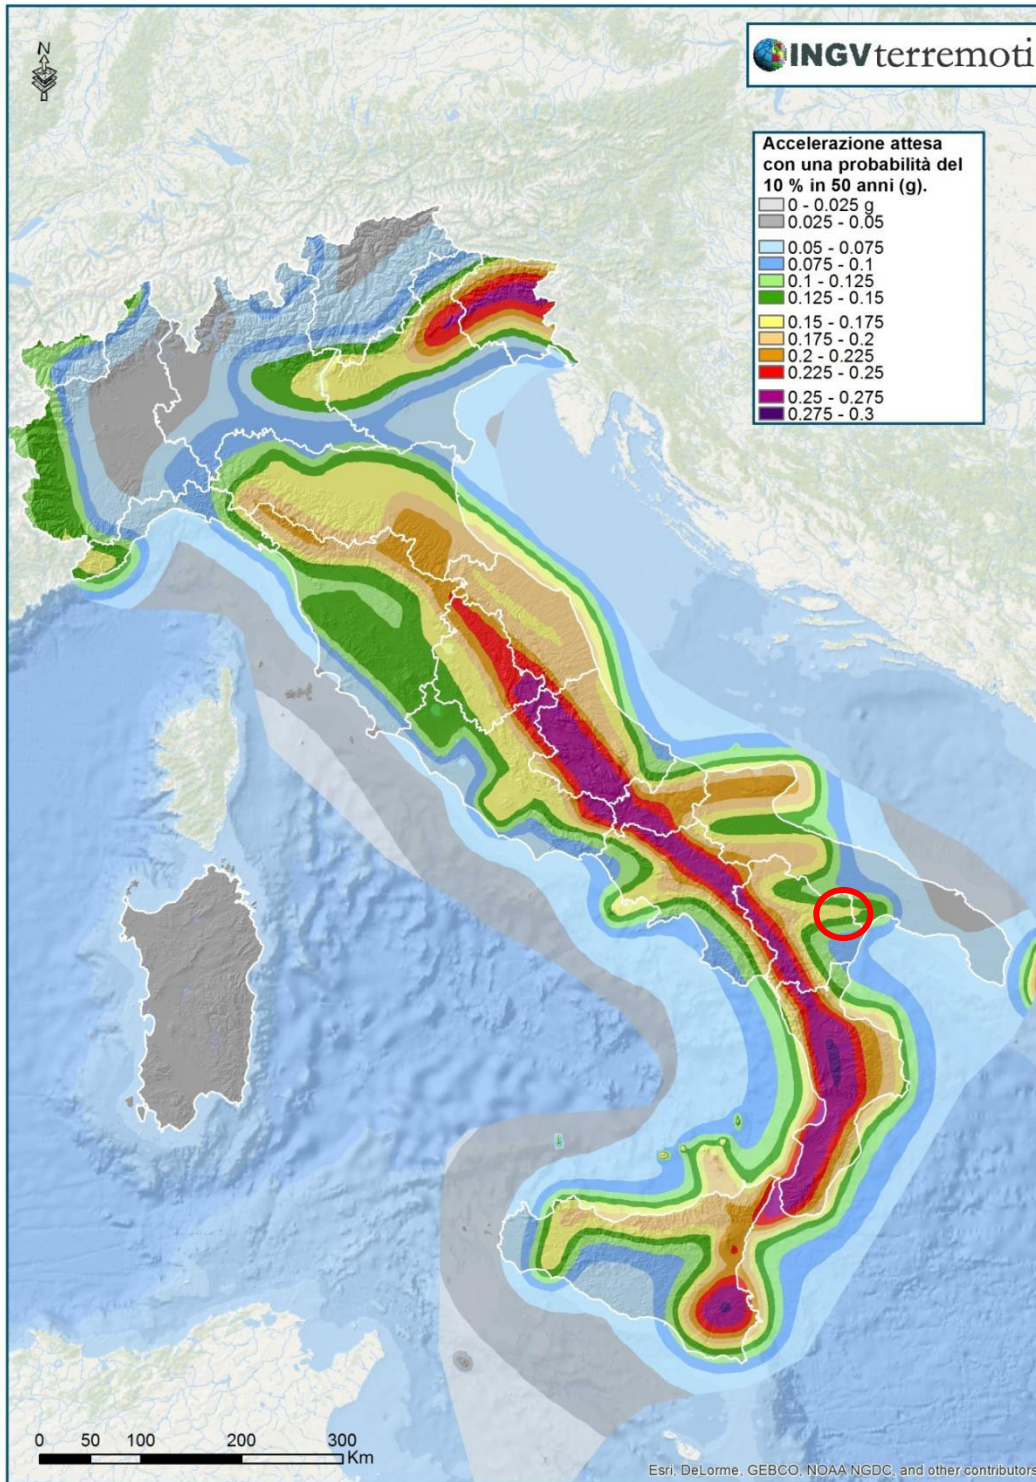 N
INGVterremoti
Accelerazione attesa
con una probabilità del
10 % in 50 anni (g).
0 - 0.025 g
0.025 - 0.05
0.05 - 0.075
0.075 - 0.1
0.1 - 0.125
0.125 - 0.15
0.15 - 0.175
0.175 - 0.2
0.2 - 0.225
0.225 - 0.25
0.25 - 0.275
0.275 - 0.3
0 50 100 200 300
Km
Esri, DeLorme, GEBCO, NOAA NGDC, and other contributors